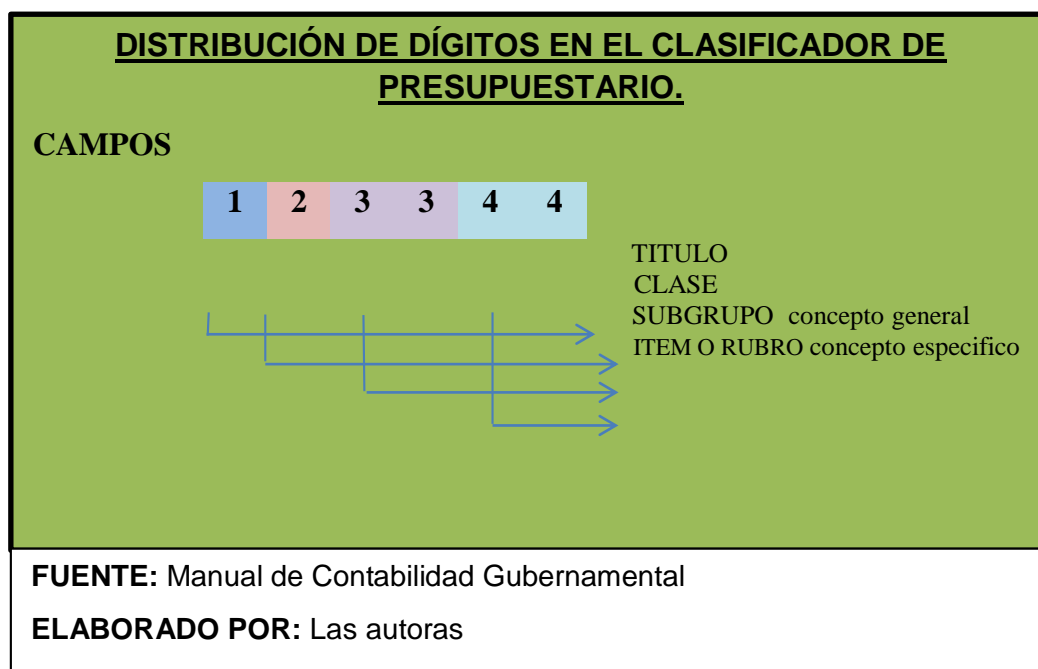 DISTRIBUCIÓN DE DÍGITOS EN EL CLASIFICADOR DE
PRESUPUESTARIO.
CAMPOS
1 2 3 3 4 4
TITULO
CLASE
SUBGRUPO concepto general
ITEM O RUBRO concepto especifico
FUENTE: Manual de Contabilidad Gubernamental
ELABORADO POR: Las autoras